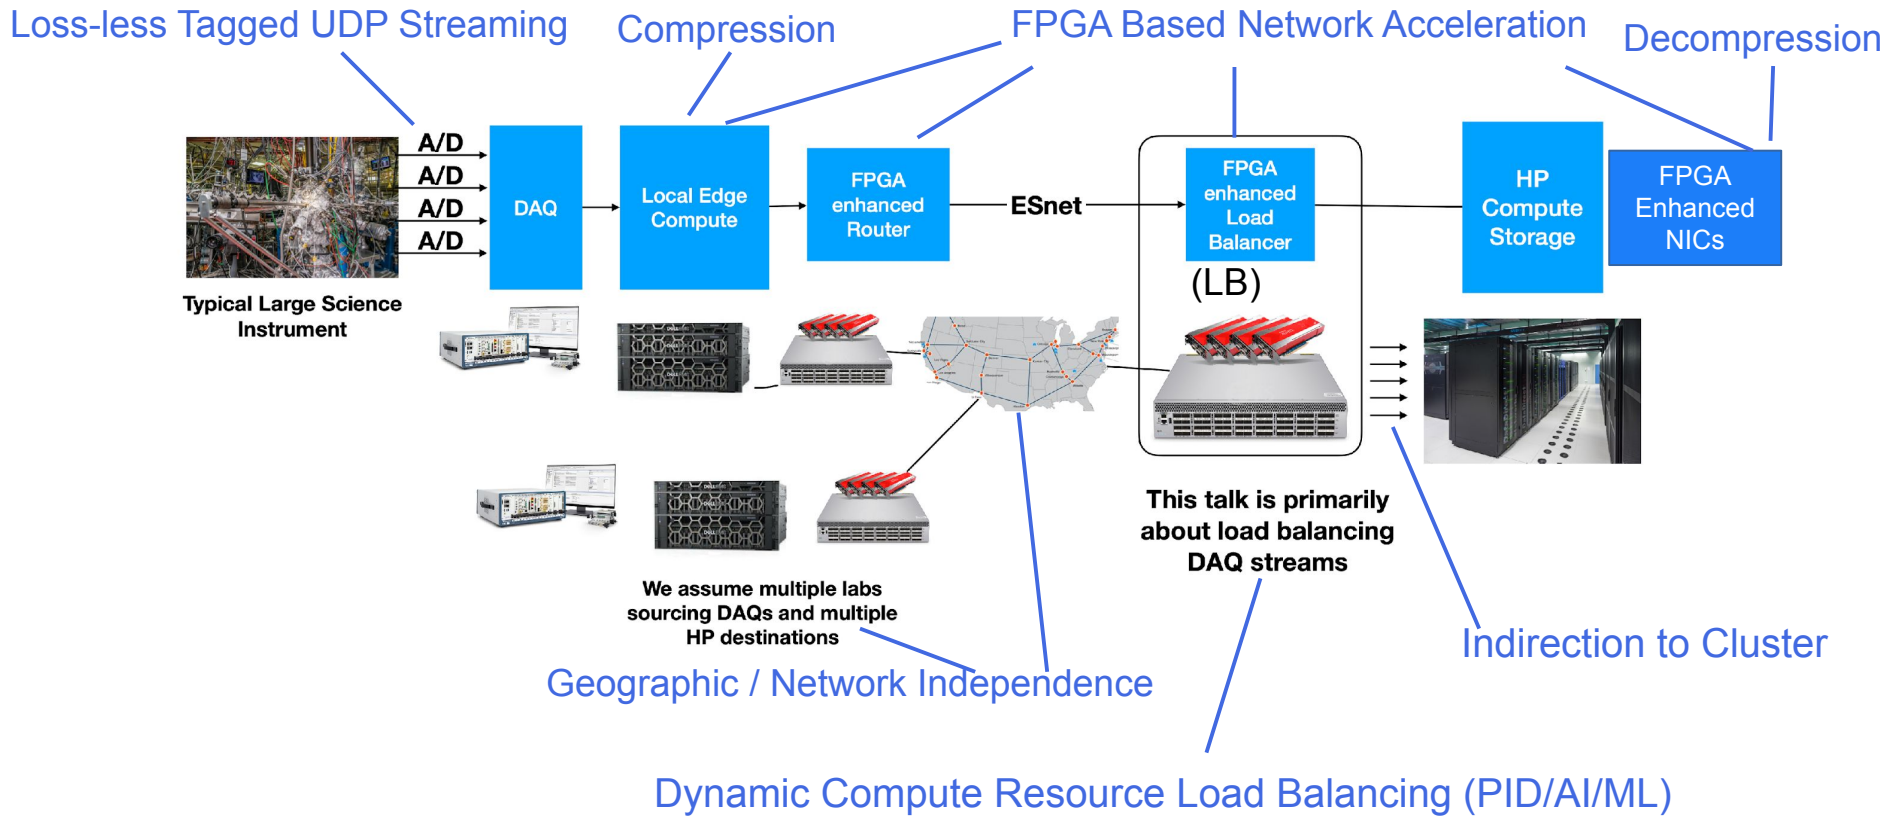 Loss-less Tagged UDP Streaming
Compression
FPGA Based Network Acceleration
Decompression
A/D
A/D
A/D
A/D
DAQ
Local Edge
Compute
FPGA
enhanced
Router
ESnet
FPGA
enhanced
Load
Balancer
(LB)
HP
Compute
Storage
FPGA
Enhanced
NICs
Typical Large Science
Instrument
This talk is primarily
about load balancing
DAQ streams
We assume multiple labs
sourcing DAQs and multiple
HP destinations
Indirection to Cluster
Geographic / Network Independence
Dynamic Compute Resource Load Balancing (PID/AI/ML)